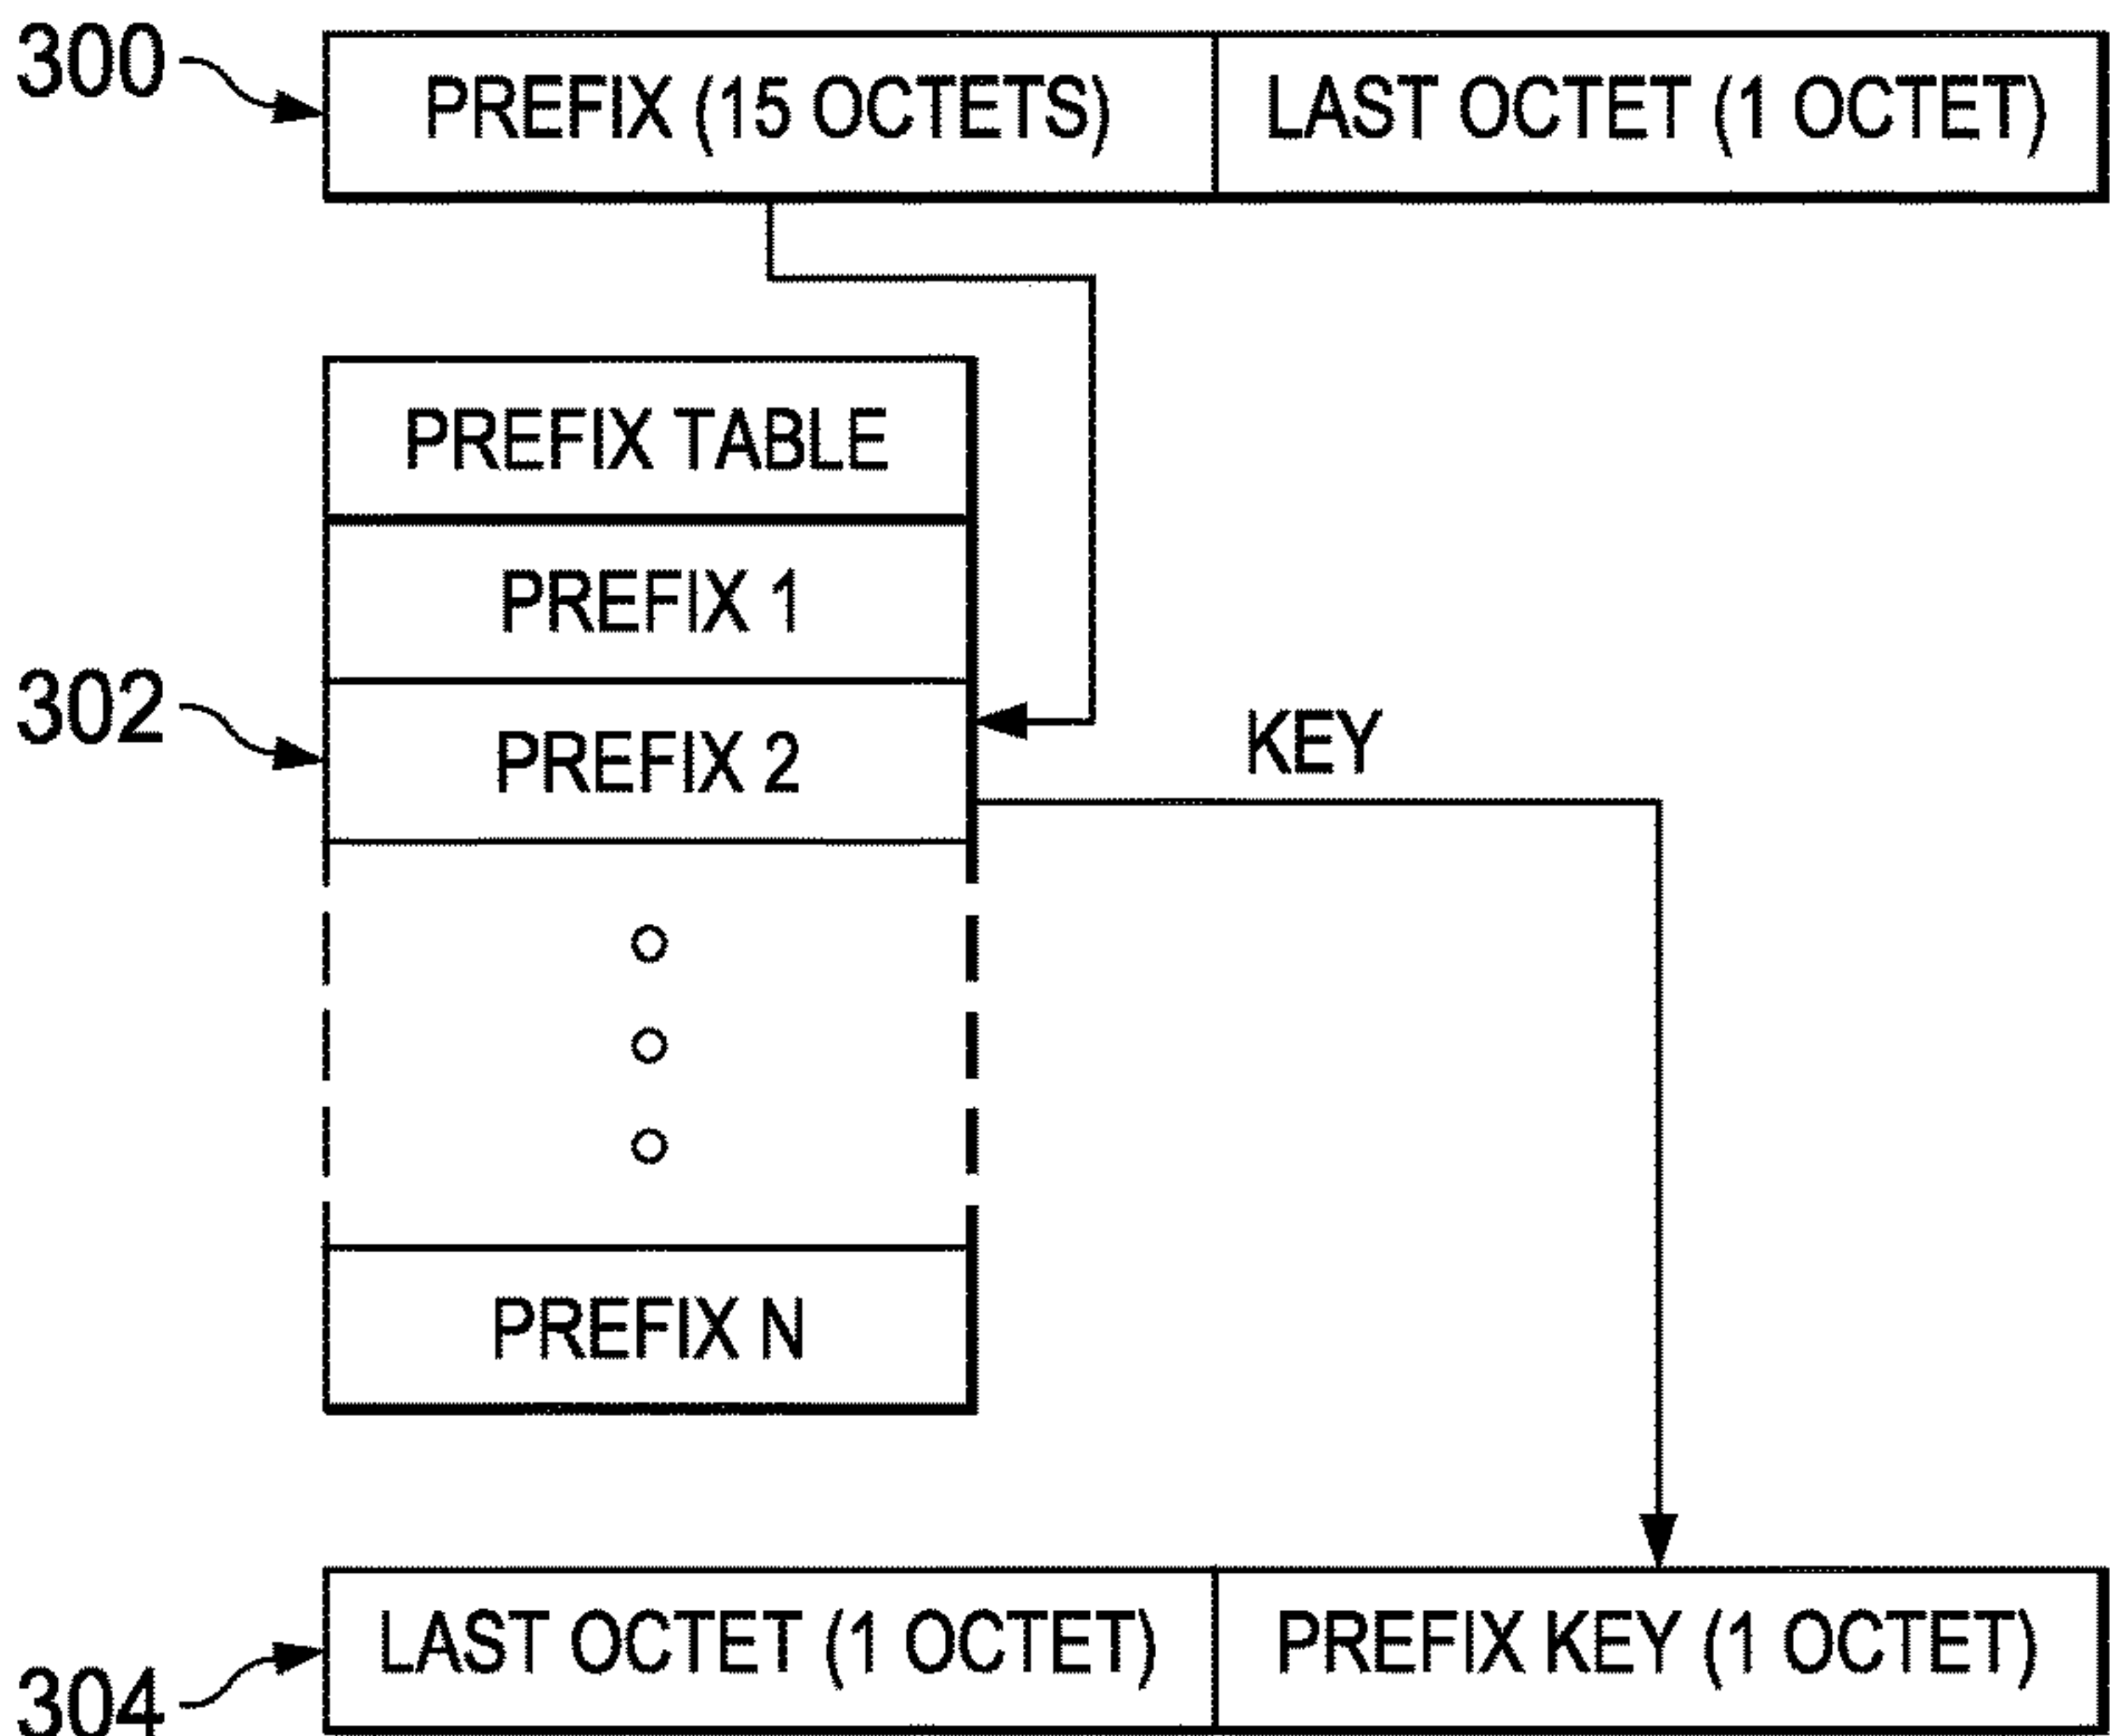 300
PREFIX (15 OCTETS) LAST OCTET (1 OCTET)
PREFIX TABLE
PREFIX 1
302
PREFIX 2
KEY
PREFIX N
LAST OCTET (1 OCTET) PREFIX KEY (1 OCTET)
304